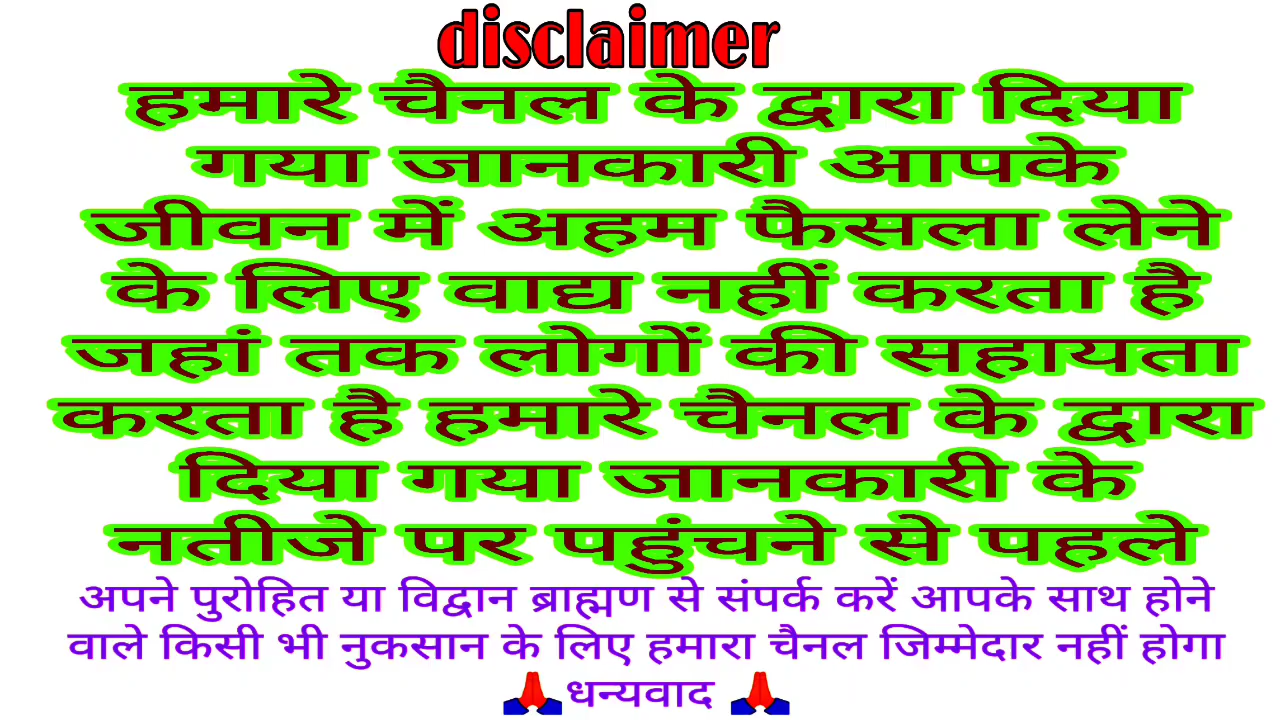 disclaimer
हमारे चैनल के द्वारा दिया
गया जानकारी आपके
जीवन में अहम फैसला लेने
के लिए वाद्य नहीं करता है
जहां तक लोगों की सहायता
करता है हमारे चैनल के द्वारा
दिया गया जानकारी के
नतीजे पर पहुंचने से पहले
अपने पुरोहित या विद्वान ब्राह्मण से संपर्क करें आपके साथ होने
वाले किसी भी नुकसान के लिए हमारा चैनल जिम्मेदार नहीं होगा
🙏धन्यवाद 🙏